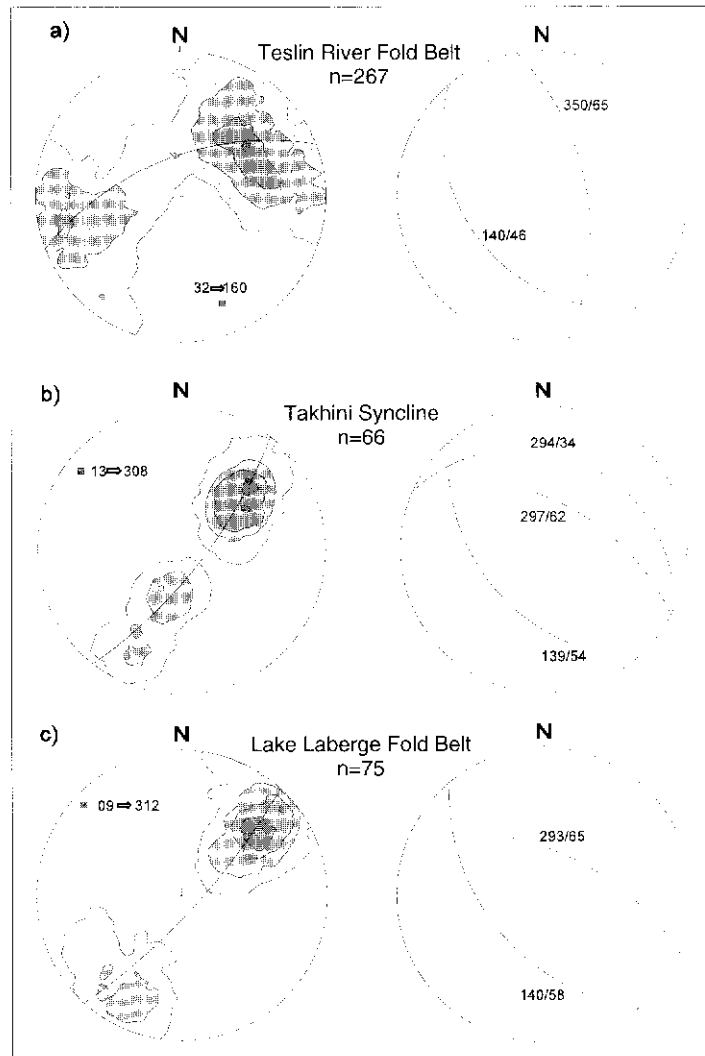 a)
N
Teslin River Fold Belt
n=267
N
350/65
140/46
32⇒160
b)
N
Takhini Syncline
n=66
N
13⇒308
294/34
297/62
139/54
c)
N
Lake Laberge Fold Belt
n=75
N
09⇒312
293/65
140/58